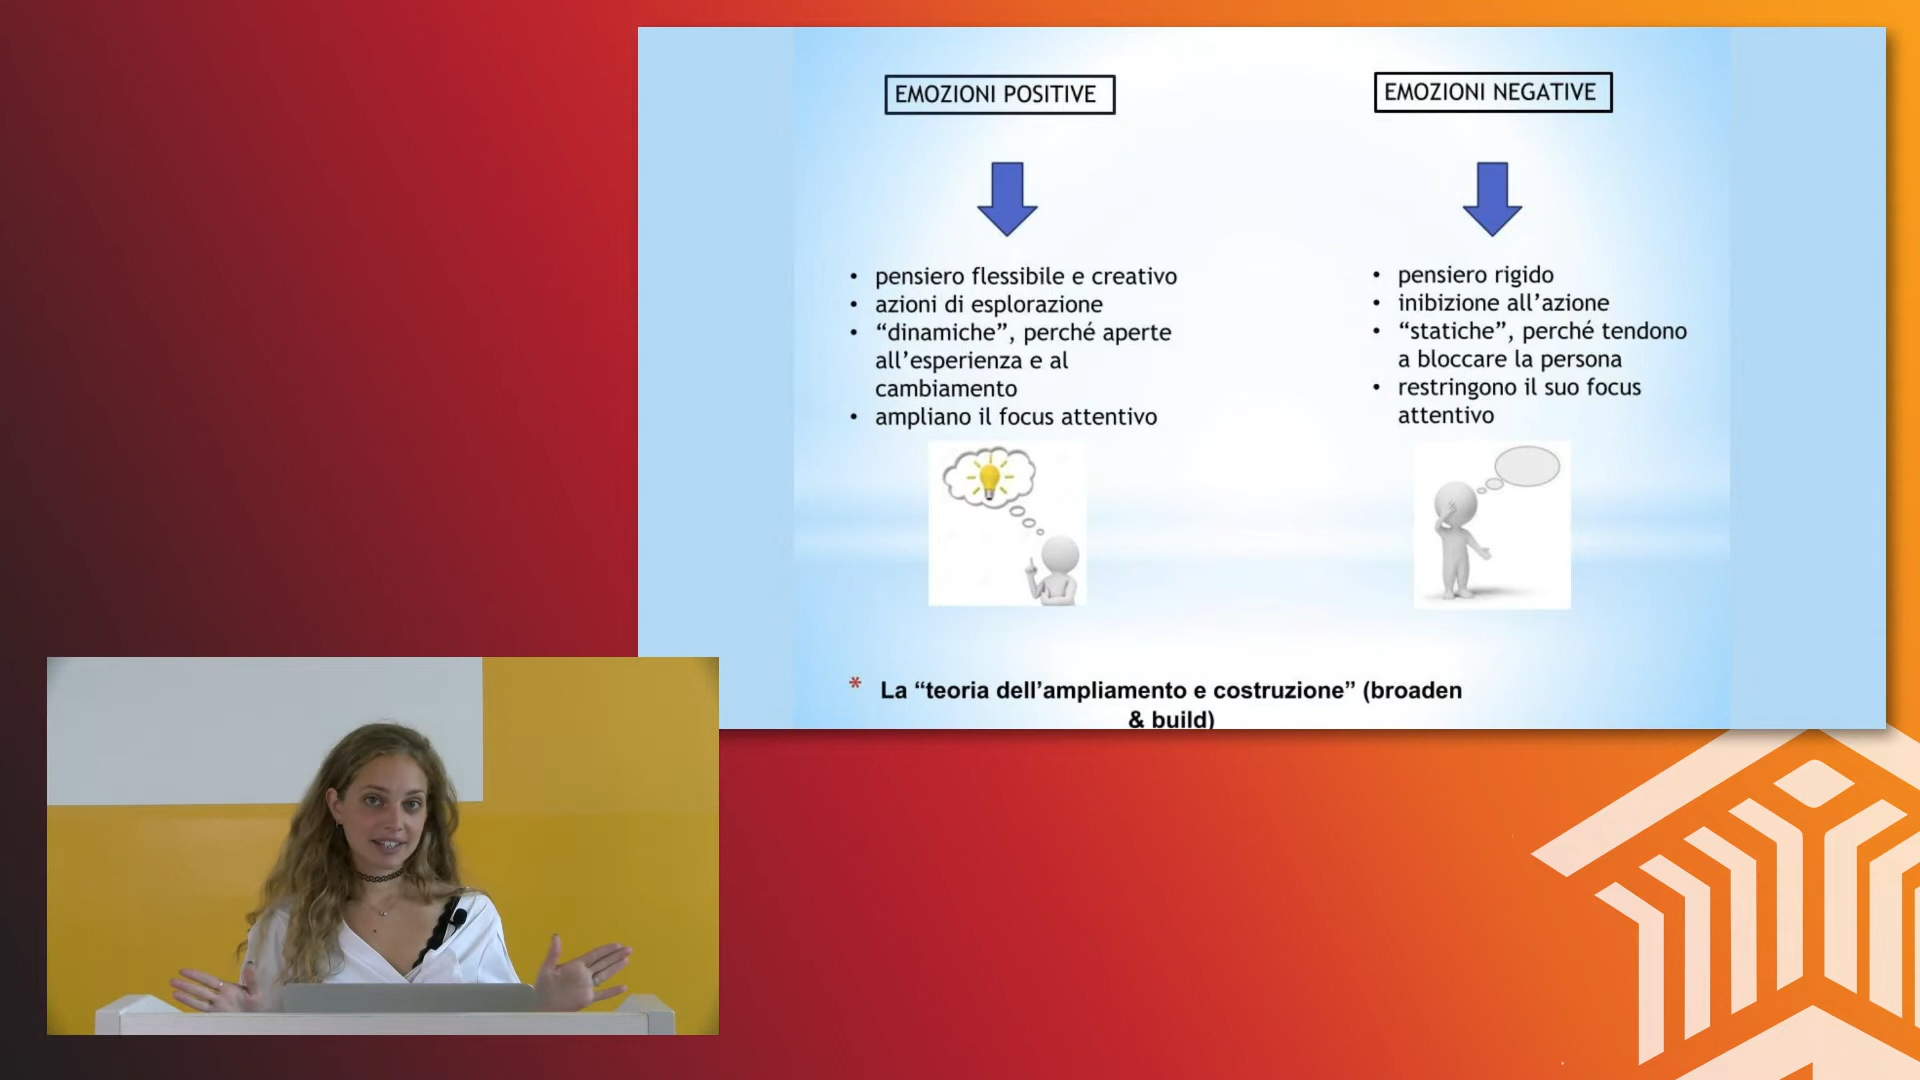 EMOZIONI POSITIVE
• pensiero flessibile e creativo
• azioni di esplorazione
• “dinamiche”, perché aperte
all’esperienza e al
cambiamento
• ampliano il focus attentivo
EMOZIONI NEGATIVE
• pensiero rigido
• inibizione all’azione
• “statiche”, perché tendono
a bloccare la persona
• restringono il suo focus
attentivo
* La “teoria dell’ampliamento e costruzione” (broaden
& build)